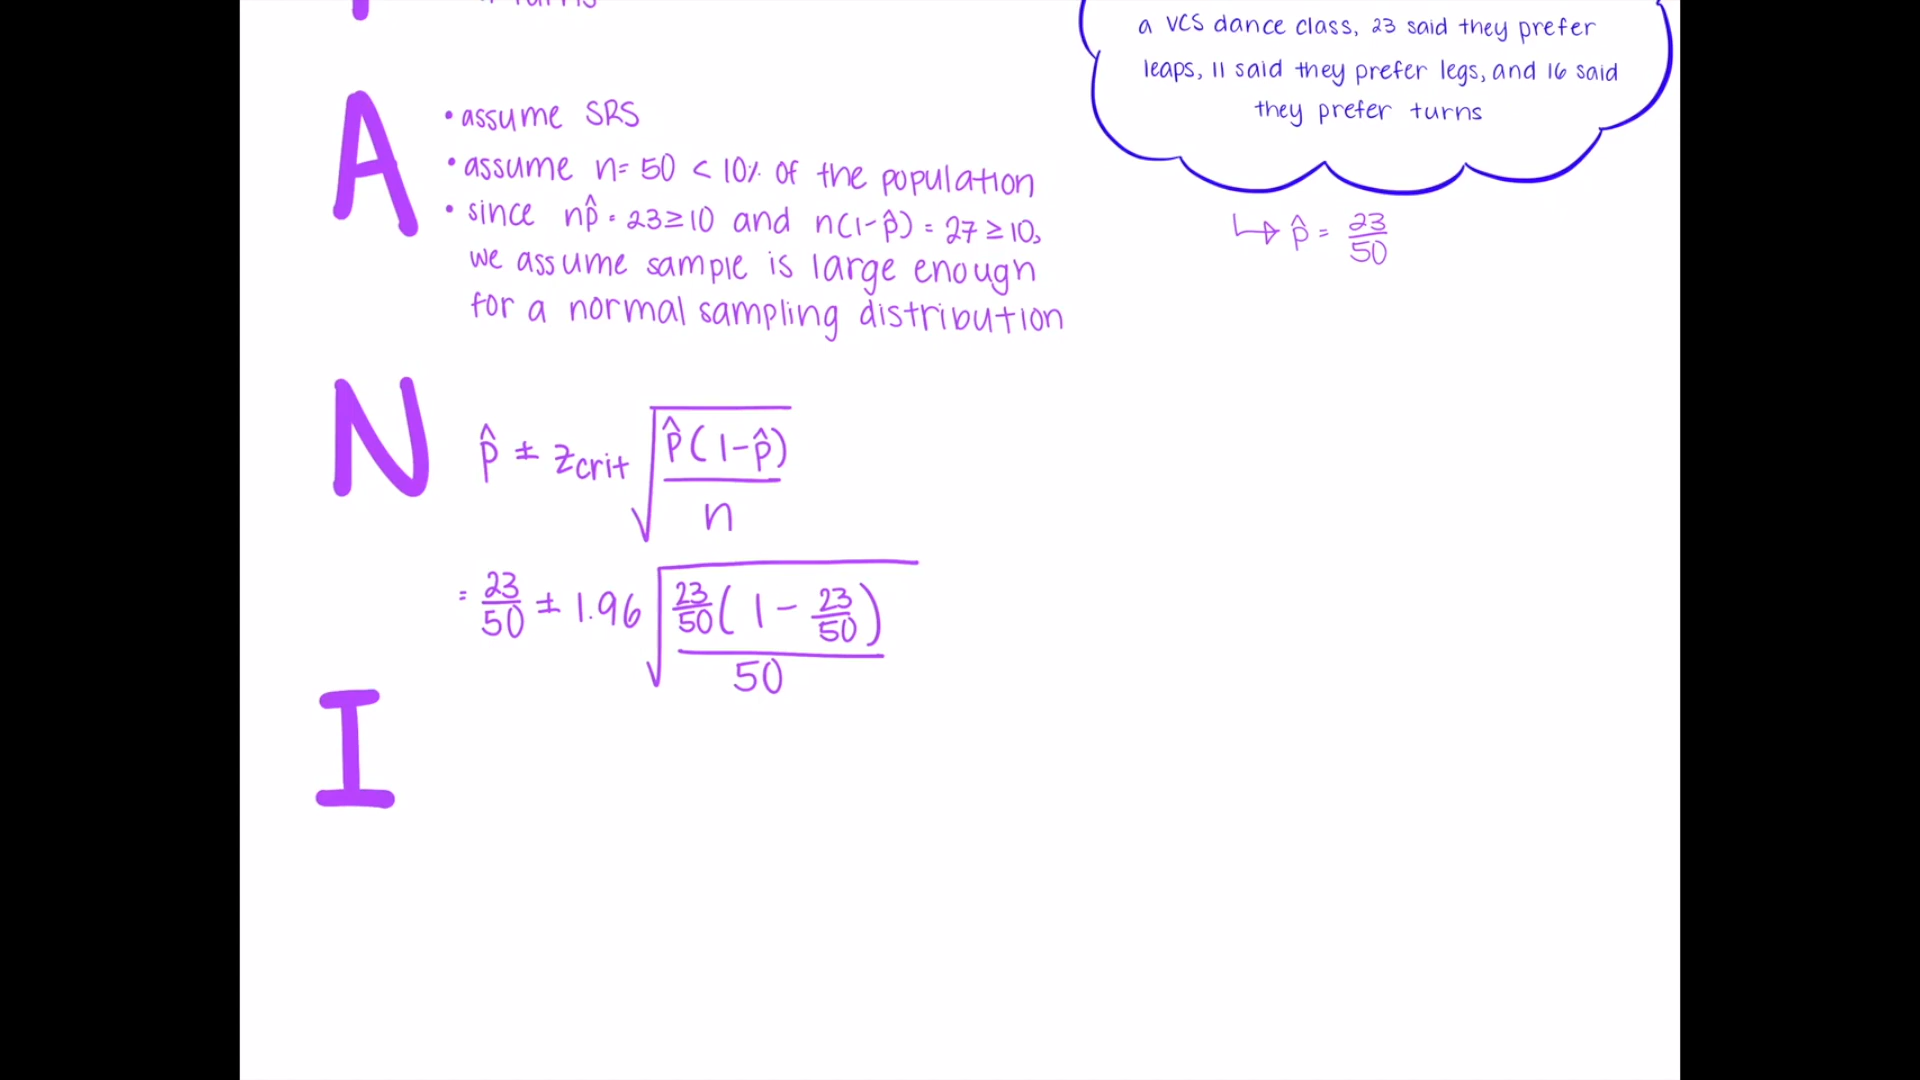 a VCS dance class, 23 said they prefer
leaps, 11 said they prefer legs, and 16 said
they prefer turns
↳ p̂ = 23/50
A
• assume SRS
• assume n= 50 < 10% of the population
• since np̂ = 23 ≥ 10 and n(1-p̂) = 27 ≥ 10,
we assume sample is large enough
for a normal sampling distribution
N
p̂ ± zcrit √(p̂(1-p̂)/n)
= 23/50 ± 1.96 √(23/50(1 - 23/50)/50)
I